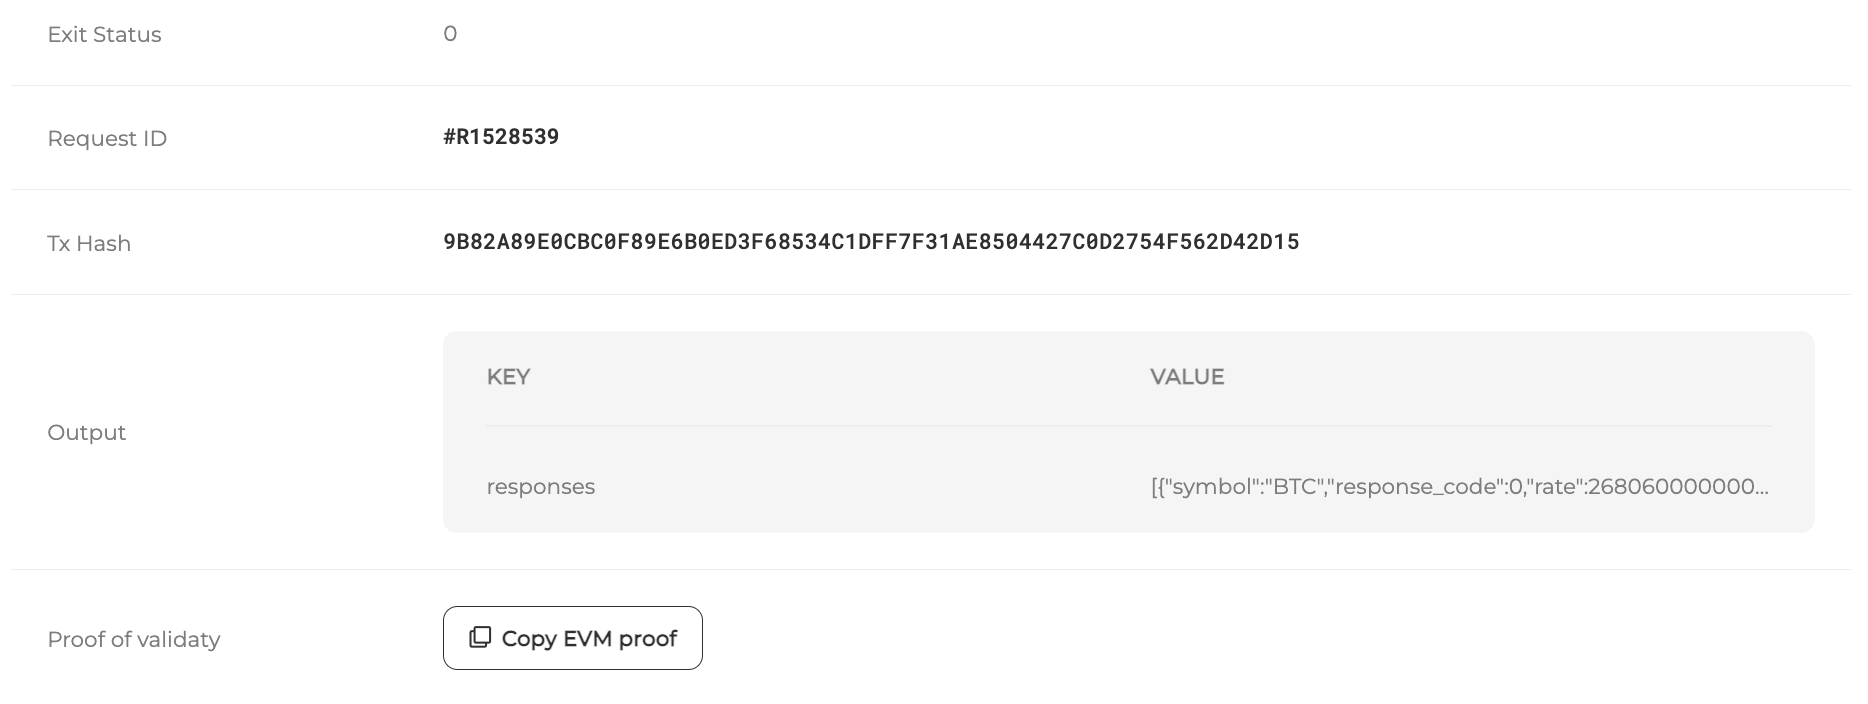 Exit Status 0
Request ID #R1528539
Tx Hash 9B82A89E0CBC0F89E6B0ED3F68534C1DFF7F31AE8504427C0D2754F562D42D15
KEY VALUE
Output
responses [{"symbol":"BTC","response_code":0,"rate":268060000000...
Proof of validaty Copy EVM proof